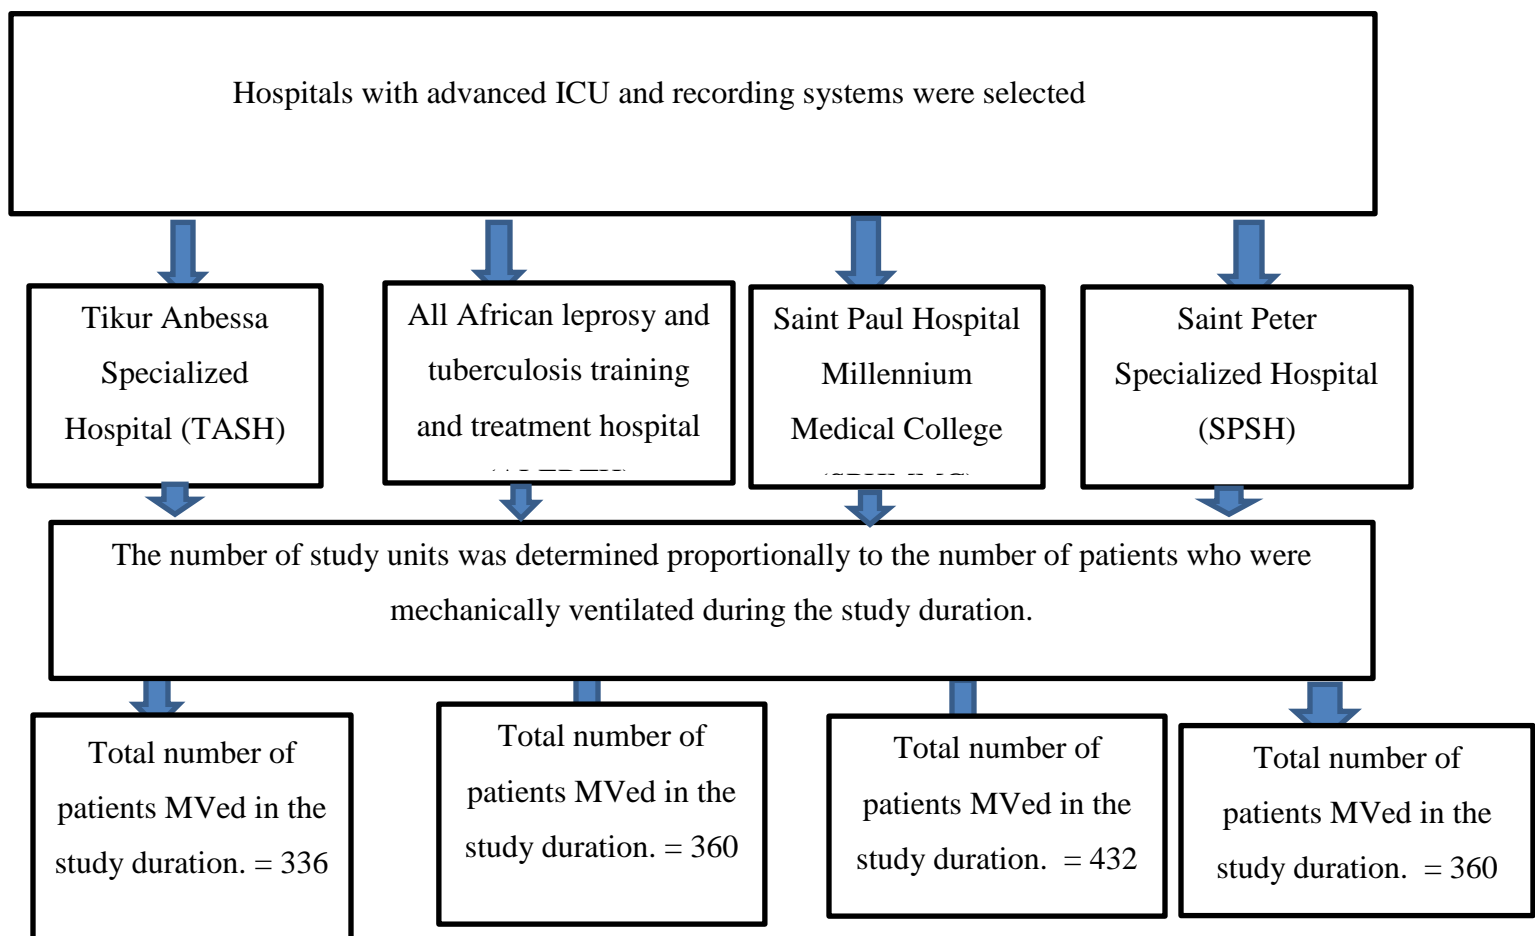 Hospitals with advanced ICU and recording systems were selected
Tikur Anbessa
Specialized
Hospital (TASH)
All African leprosy and
tuberculosis training
and treatment hospital
Saint Paul Hospital
Millennium
Medical College
Saint Peter
Specialized Hospital
(SPSH)
The number of study units was determined proportionally to the number of patients who were
mechanically ventilated during the study duration.
Total number of
patients MVed in the
study duration. = 336
Total number of
patients MVed in the
study duration. = 360
Total number of
patients MVed in the
study duration.  = 432
Total number of
patients MVed in the
study duration.  = 360